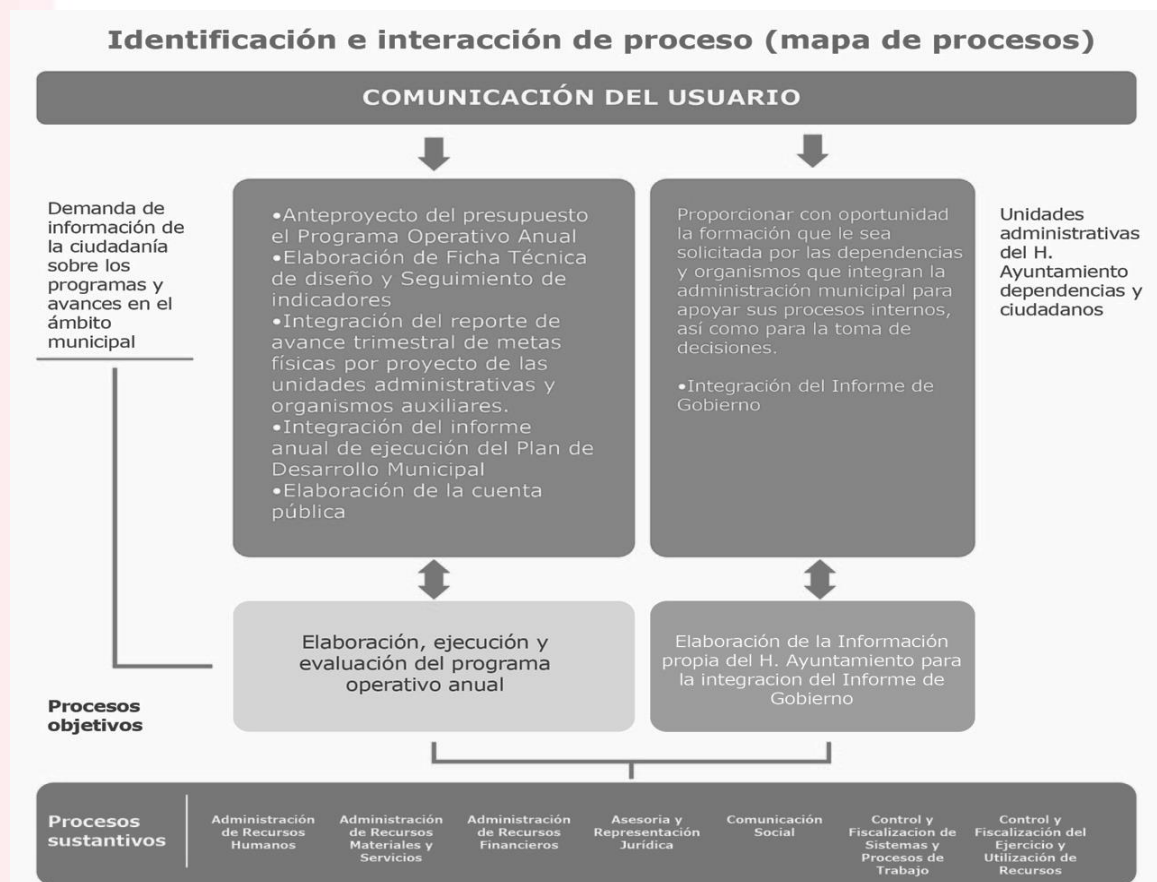 Identificación e interacción de proceso (mapa de procesos)
COMUNICACIÓN DEL USUARIO
Demanda de
información de
la ciudadanía
sobre los
programas y
avances en el
ámbito
municipal
•Anteproyecto del presupuesto
el Programa Operativo Anual
•Elaboración de Ficha Técnica
de diseño y Seguimiento de
indicadores
•Integración del reporte de
avance trimestral de metas
físicas por proyecto de las
unidades administrativas y
organismos auxiliares.
•Integración del informe
anual de ejecución del Plan de
Desarrollo Municipal
•Elaboración de la cuenta
pública
Proporcionar con oportunidad
la formación que le sea
solicitada por las dependencias
y organismos que integran la
administración municipal para
apoyar sus procesos internos,
así como para la toma de
decisiones.
•Integración del Informe de
Gobierno
Unidades
administrativas
del H.
Ayuntamiento
dependencias y
ciudadanos
Elaboración, ejecución y
evaluación del programa
operativo anual
Elaboración de la Información
propia del H. Ayuntamiento para
la integracion del Informe de
Gobierno
Procesos
objetivos
Procesos
sustantivos
Administración
de Recursos
Humanos
Administración
de Recursos
Materiales y
Servicios
Administración
de Recursos
Financieros
Asesoria y
Representación
Jurídica
Comunicación
Social
Control y
Fiscalizacion de
Sistemas y
Procesos de
Trabajo
Control y
Fiscalización del
Ejercicio y
Utilización de
Recursos